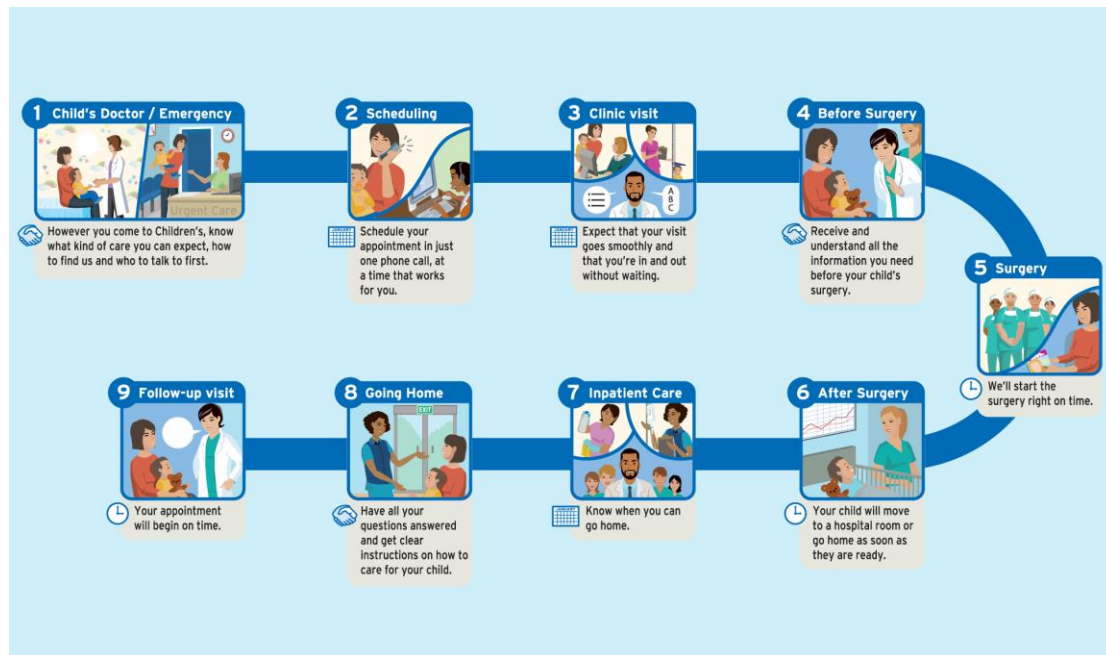 1 Child's Doctor / Emergency
Urgent Care
However you come to Children's, know
what kind of care you can expect, how
to find us and who to talk to first.
2 Scheduling
JANUARY
Schedule your
appointment in just
one phone call, at
a time that works
for you.
3 Clinic visit
A
B
C
JANUARY
Expect that your visit
goes smoothly and
that you're in and out
without waiting.
4 Before Surgery
Receive and
understand all the
information you need
before your child's
surgery.
5 Surgery
We'll start the
surgery right on time.
6 After Surgery
Your child will move
to a hospital room or
go home as soon as
they are ready.
7 Inpatient Care
JANUARY
Know when you can
go home.
8 Going Home
EXIT
Have all your
questions answered
and get clear
instructions on how to
care for your child.
9 Follow-up visit
Your appointment
will begin on time.